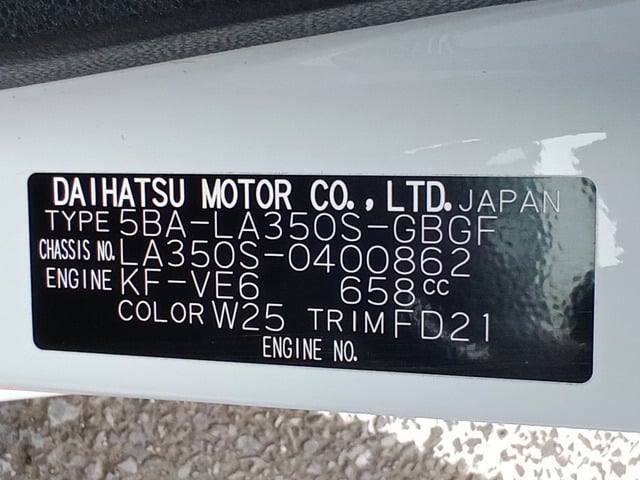 DAIHATSU MOTOR CO., LTD. JAPAN
TYPE 5BA-LA350S-GBGF
CHASSIS NO. LA350S-0400862
ENGINE KF-VE6 658cc
COLOR W25 TRIM FD21
ENGINE NO.